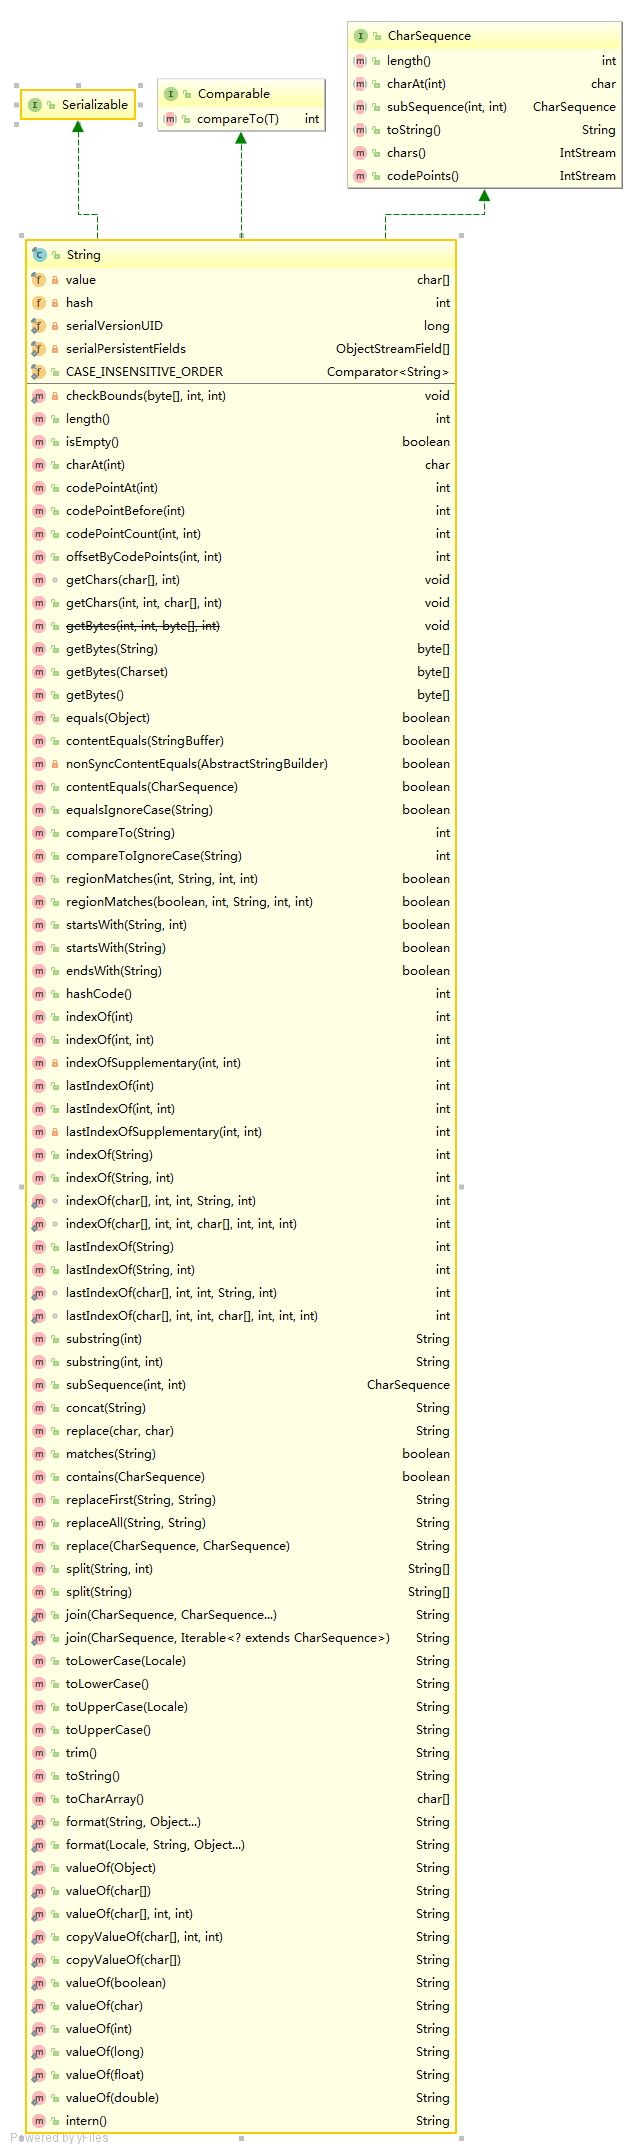 CharSequence
length() int
charAt(int) char
subSequence(int, int) CharSequence
toString() String
chars() IntStream
codePoints() IntStream
Serializable
Comparable
compareTo(T) int
String
value char[]
hash int
serialVersionUID long
serialPersistentFields ObjectStreamField[]
CASE_INSENSITIVE_ORDER Comparator<String>
checkBounds(byte[], int, int) void
length() int
isEmpty() boolean
charAt(int) char
codePointAt(int) int
codePointBefore(int) int
codePointCount(int, int) int
offsetByCodePoints(int, int) int
getChars(char[], int) void
getChars(int, int, char[], int) void
getBytes(int, int, byte[], int) void
getBytes(String) byte[]
getBytes(Charset) byte[]
getBytes() byte[]
equals(Object) boolean
contentEquals(StringBuffer) boolean
nonSyncContentEquals(AbstractStringBuilder) boolean
contentEquals(CharSequence) boolean
equalsIgnoreCase(String) boolean
compareTo(String) int
compareToIgnoreCase(String) int
regionMatches(int, String, int, int) boolean
regionMatches(boolean, int, String, int, int) boolean
startsWith(String, int) boolean
startsWith(String) boolean
endsWith(String) boolean
hashCode() int
indexOf(int) int
indexOf(int, int) int
indexOfSupplementary(int, int) int
lastIndexOf(int) int
lastIndexOf(int, int) int
lastIndexOfSupplementary(int, int) int
indexOf(String) int
indexOf(String, int) int
indexOf(char[], int, int, String, int) int
indexOf(char[], int, int, char[], int, int, int) int
lastIndexOf(String) int
lastIndexOf(String, int) int
lastIndexOf(char[], int, int, String, int) int
lastIndexOf(char[], int, int, char[], int, int, int) int
substring(int) String
substring(int, int) String
subSequence(int, int) CharSequence
concat(String) String
replace(char, char) String
matches(String) boolean
contains(CharSequence) boolean
replaceFirst(String, String) String
replaceAll(String, String) String
replace(CharSequence, CharSequence) String
split(String, int) String[]
split(String) String[]
join(CharSequence, CharSequence...) String
join(CharSequence, Iterable<? extends CharSequence>) String
toLowerCase(Locale) String
toLowerCase() String
toUpperCase(Locale) String
toUpperCase() String
trim() String
toString() String
toCharArray() char[]
format(String, Object...) String
format(Locale, String, Object...) String
valueOf(Object) String
valueOf(char[]) String
valueOf(char[], int, int) String
copyValueOf(char[], int, int) String
copyValueOf(char[]) String
valueOf(boolean) String
valueOf(char) String
valueOf(int) String
valueOf(long) String
valueOf(float) String
valueOf(double) String
intern() String
Powered by yFiles